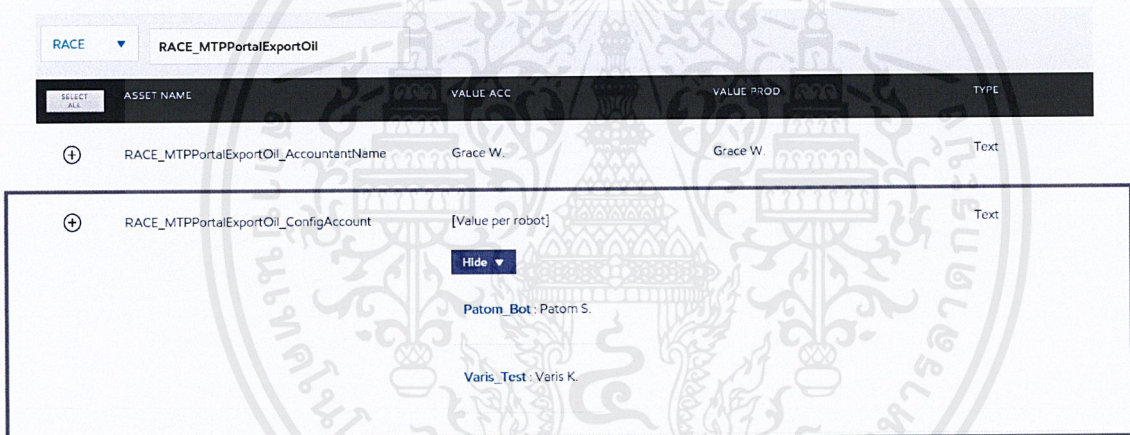 RACE ▼ RACE_MTPPortalExportOil
SELECT ALL ASSET NAME VALUE ACC VALUE PROD TYPE
RACE_MTPPortalExportOil_AccountantName Grace W. Grace W. Text
RACE_MTPPortalExportOil_ConfigAccount [Value per robot] Text
Hide ▼
Patom_Bot : Patom S.
Varis_Test : Varis K.